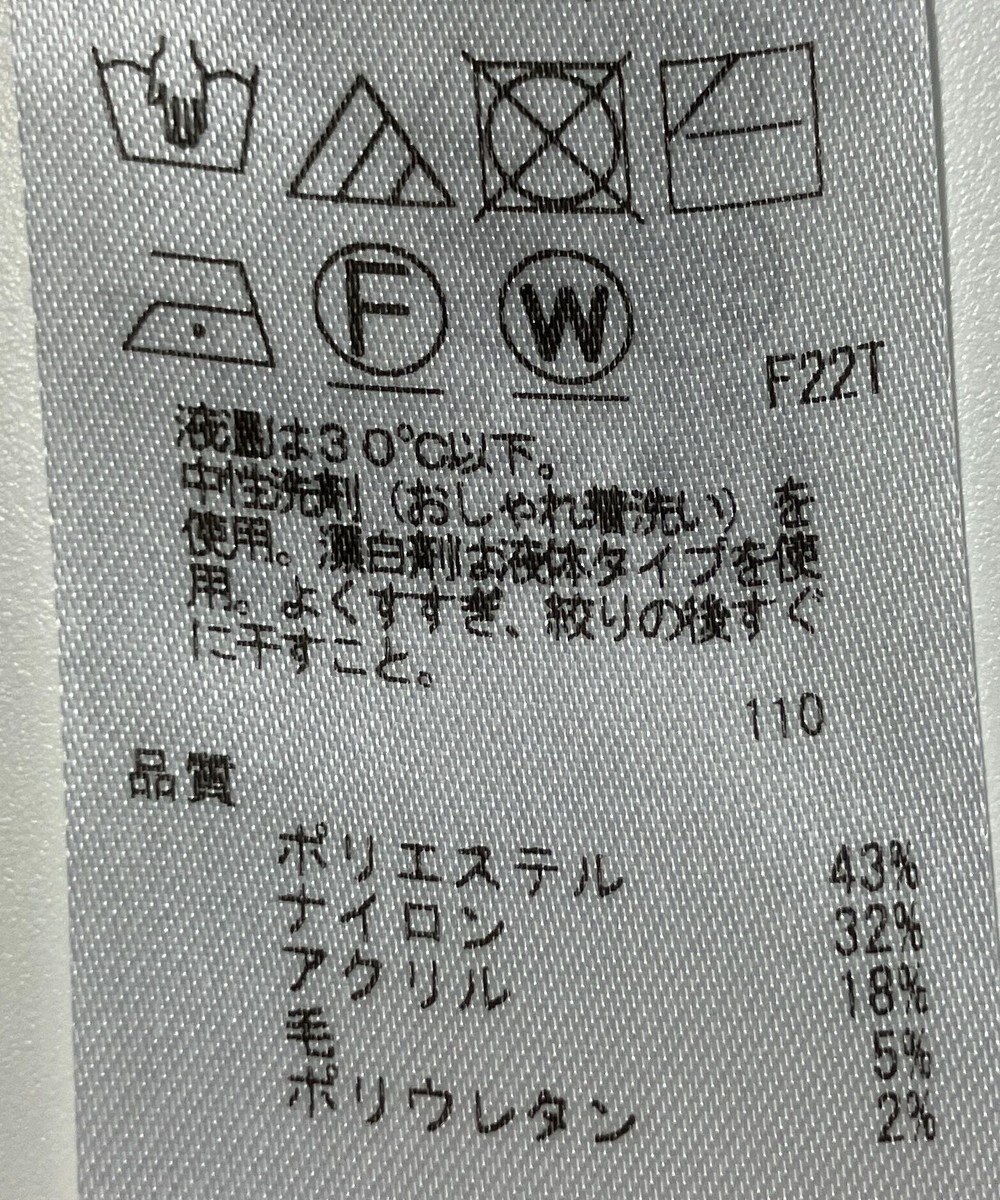 F
W
F22T
液温は30℃以下。
中性洗剤（おしゃれ着洗い）を
使用。漂白剤は液体タイプを使
用。よくすすぎ、絞りの後すぐ
に干すこと。
110
品質
ポリエステル 43%
ナイロン 32%
アクリル 18%
毛 5%
ポリウレタン 2%